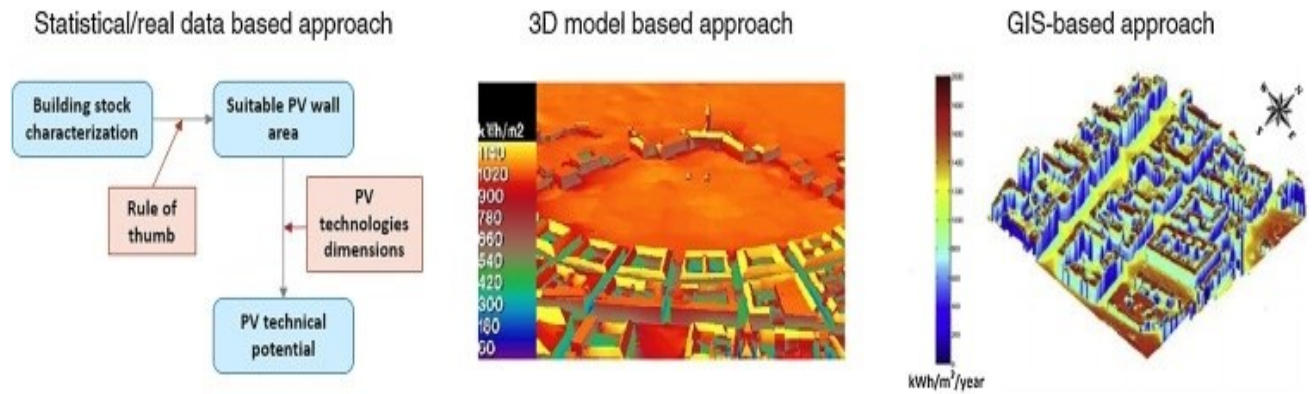 Statistical/real data based approach
3D model based approach
GIS-based approach
Building stock
characterization
Suitable PV wall
area
Rule of
thumb
PV
technologies
dimensions
PV technical
potential
kWh/m2
1140
1020
900
780
660
540
420
300
180
60
kWh/m²/year